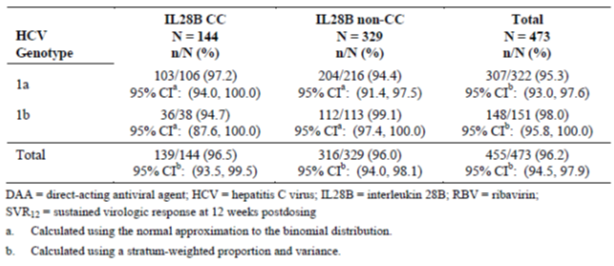 IL28B CC IL28B non-CC Total
HCV N = 144 N = 329 N = 473
Genotype n/N (%) n/N (%) n/N (%)
103/106 (97.2) 204/216 (94.4) 307/322 (95.3)
1a
95% CIᵃ: (94.0, 100.0) 95% CIᵃ: (91.4, 97.5) 95% CIᵇ: (93.0, 97.6)
36/38 (94.7) 112/113 (99.1) 148/151 (98.0)
1b
95% CIᵃ: (87.6, 100.0) 95% CIᵃ: (97.4, 100.0) 95% CIᵇ: (95.8, 100.0)
Total 139/144 (96.5) 316/329 (96.0) 455/473 (96.2)
95% CIᵇ: (93.5, 99.5) 95% CIᵇ: (94.0, 98.1) 95% CIᵇ: (94.5, 97.9)
DAA = direct-acting antiviral agent; HCV = hepatitis C virus; IL28B = interleukin 28B; RBV = ribavirin;
SVR₁₂ = sustained virologic response at 12 weeks postdosing
a. Calculated using the normal approximation to the binomial distribution.
b. Calculated using a stratum-weighted proportion and variance.